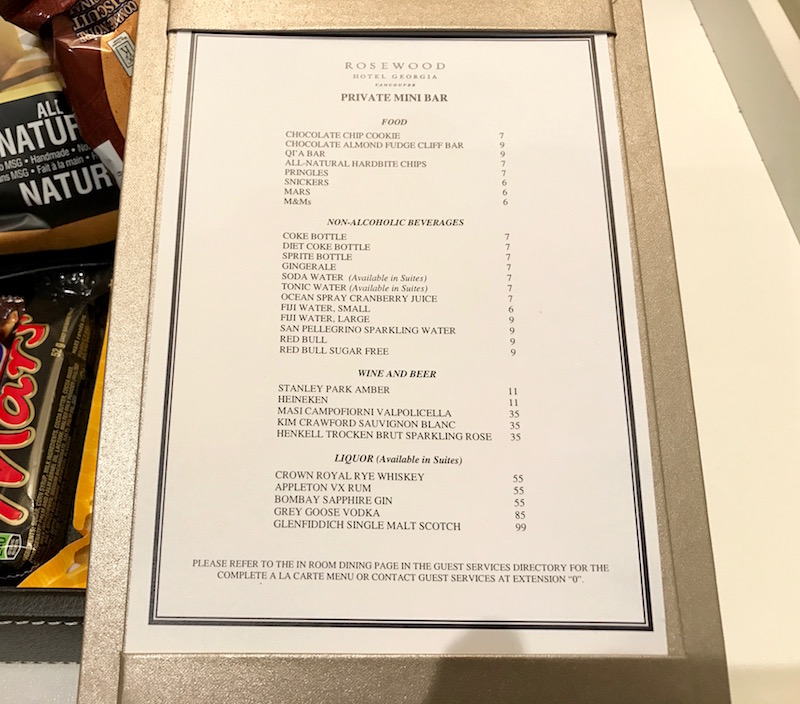 ROSEWOOD
HOTEL GEORGIA
VANCOUVER
PRIVATE MINI BAR
FOOD
CHOCOLATE CHIP COOKIE 7
CHOCOLATE ALMOND FUDGE CLIFF BAR 9
QI'A BAR 9
ALL-NATURAL HARDBITE CHIPS 7
PRINGLES 7
SNICKERS 6
MARS 6
M&Ms 6
NON-ALCOHOLIC BEVERAGES
COKE BOTTLE 7
DIET COKE BOTTLE 7
SPRITE BOTTLE 7
GINGERALE 7
SODA WATER (Available in Suites) 7
TONIC WATER (Available in Suites) 7
OCEAN SPRAY CRANBERRY JUICE 7
FIJI WATER, SMALL 6
FIJI WATER, LARGE 9
SAN PELLEGRINO SPARKLING WATER 9
RED BULL 9
RED BULL SUGAR FREE 9
WINE AND BEER
STANLEY PARK AMBER 11
HEINEKEN 11
MASI CAMPOFIORNI VALPOLICELLA 35
KIM CRAWFORD SAUVIGNON BLANC 35
HENKELL TROCKEN BRUT SPARKLING ROSE 35
LIQUOR (Available in Suites)
CROWN ROYAL RYE WHISKEY 55
APPLETON VX RUM 55
BOMBAY SAPPHIRE GIN 55
GREY GOOSE VODKA 85
GLENFIDDICH SINGLE MALT SCOTCH 99
PLEASE REFER TO THE IN ROOM DINING PAGE IN THE GUEST SERVICES DIRECTORY FOR THE
COMPLETE A LA CARTE MENU OR CONTACT GUEST SERVICES AT EXTENSION "0".
BISCUIT
ALL
NATUR
MSG • Handmade
MSG • Fait à la main
NATUR
Mars
52 g